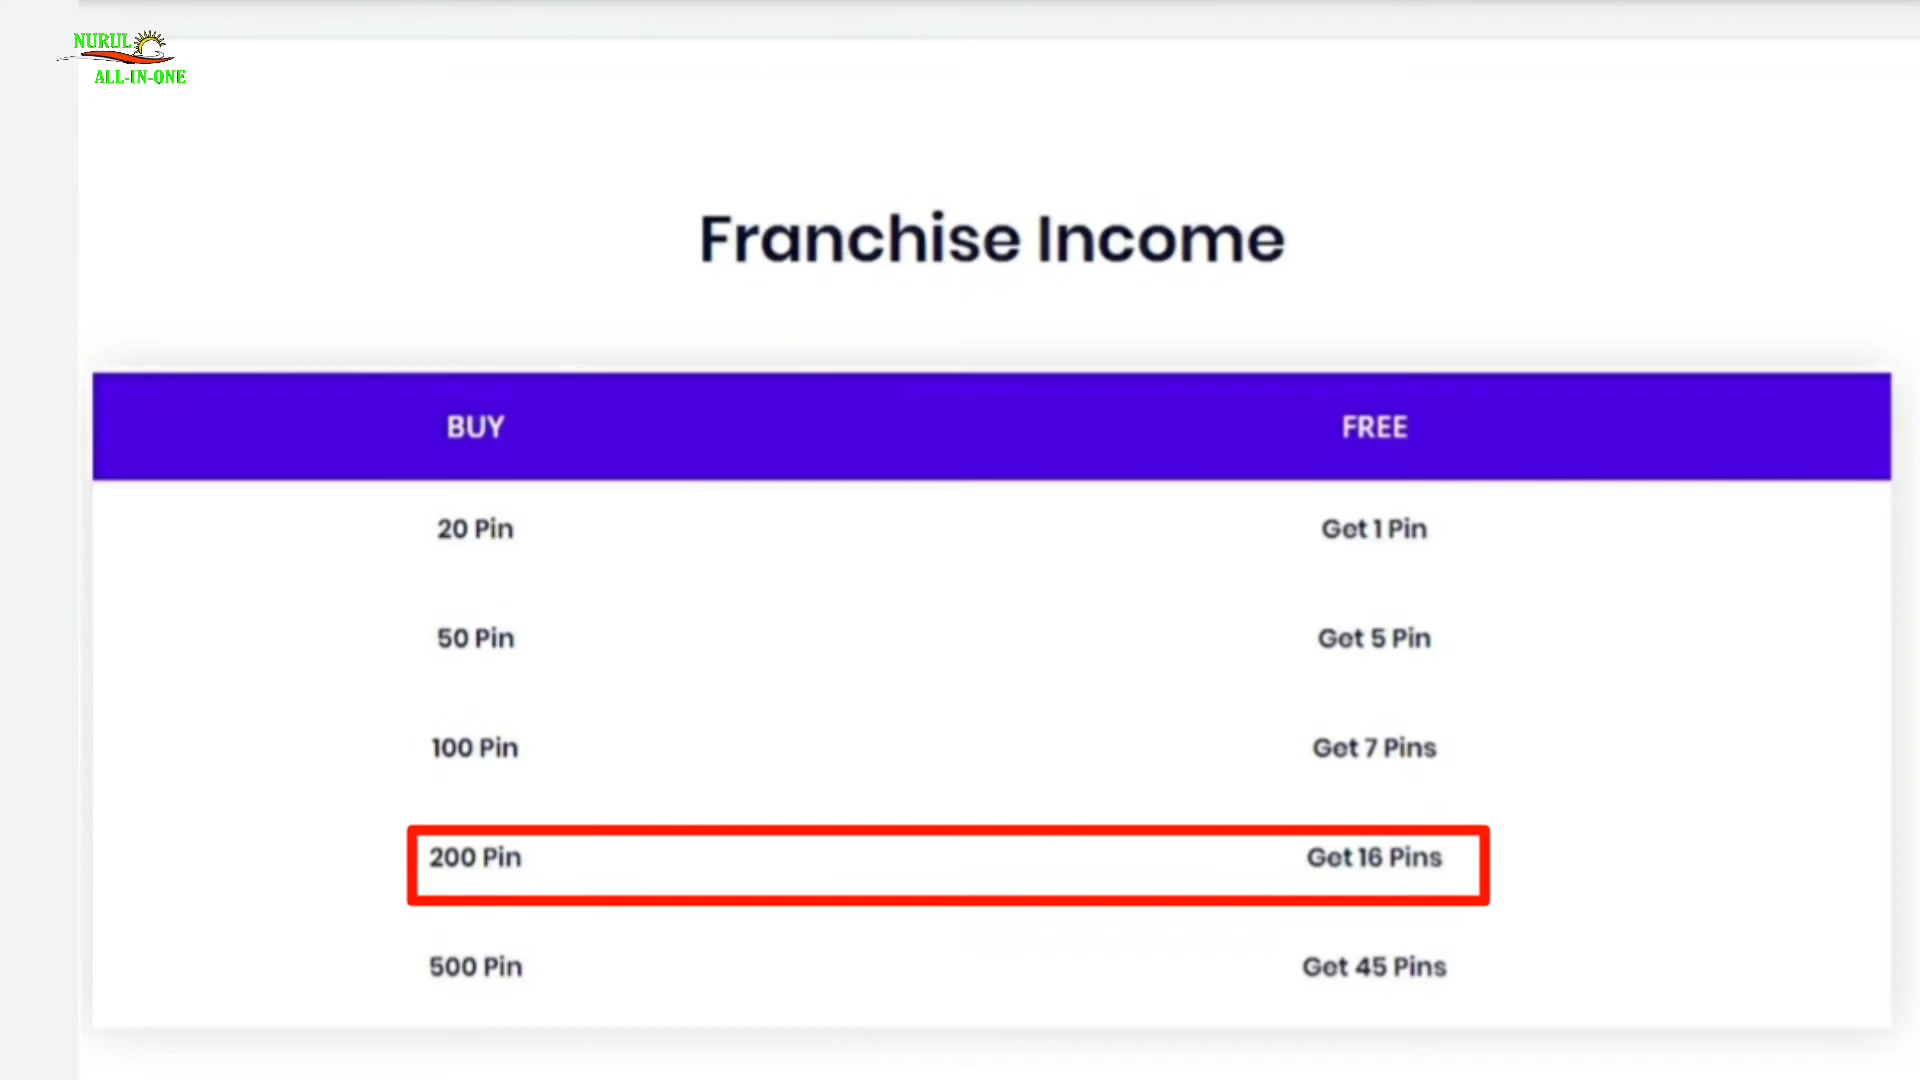 NURUL
ALL-IN-ONE
Franchise Income
BUY FREE
20 Pin Get 1 Pin
50 Pin Get 5 Pin
100 Pin Get 7 Pins
200 Pin Get 16 Pins
500 Pin Get 45 Pins